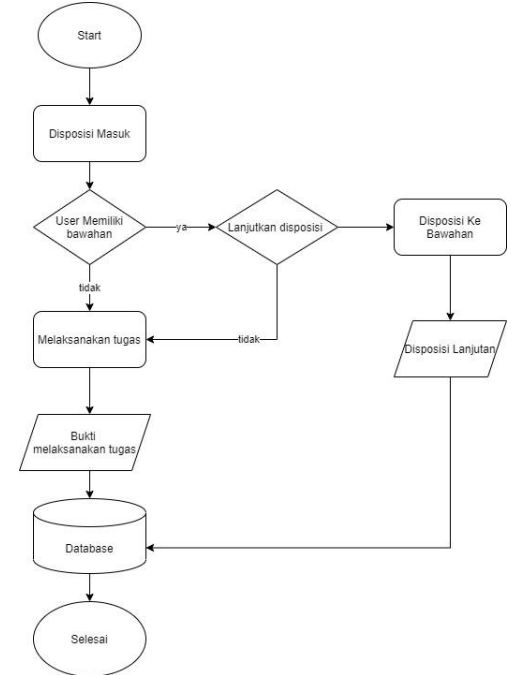 Start
Disposisi Masuk
User Memiliki
bawahan
ya
Lanjutkan disposisi
Disposisi Ke
Bawahan
tidak
Melaksanakan tugas
tidak
Disposisi Lanjutan
Bukti
melaksanakan tugas
Database
Selesai